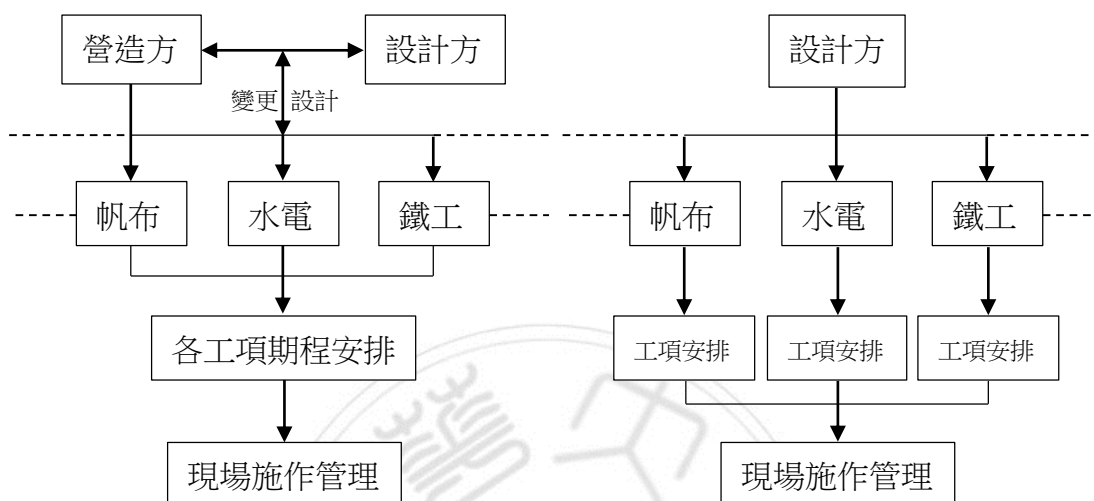 營造方
設計方
設計方
變更 設計
帆布
水電
鐵工
帆布
水電
鐵工
各工項期程安排
工項安排
工項安排
工項安排
現場施作管理
現場施作管理